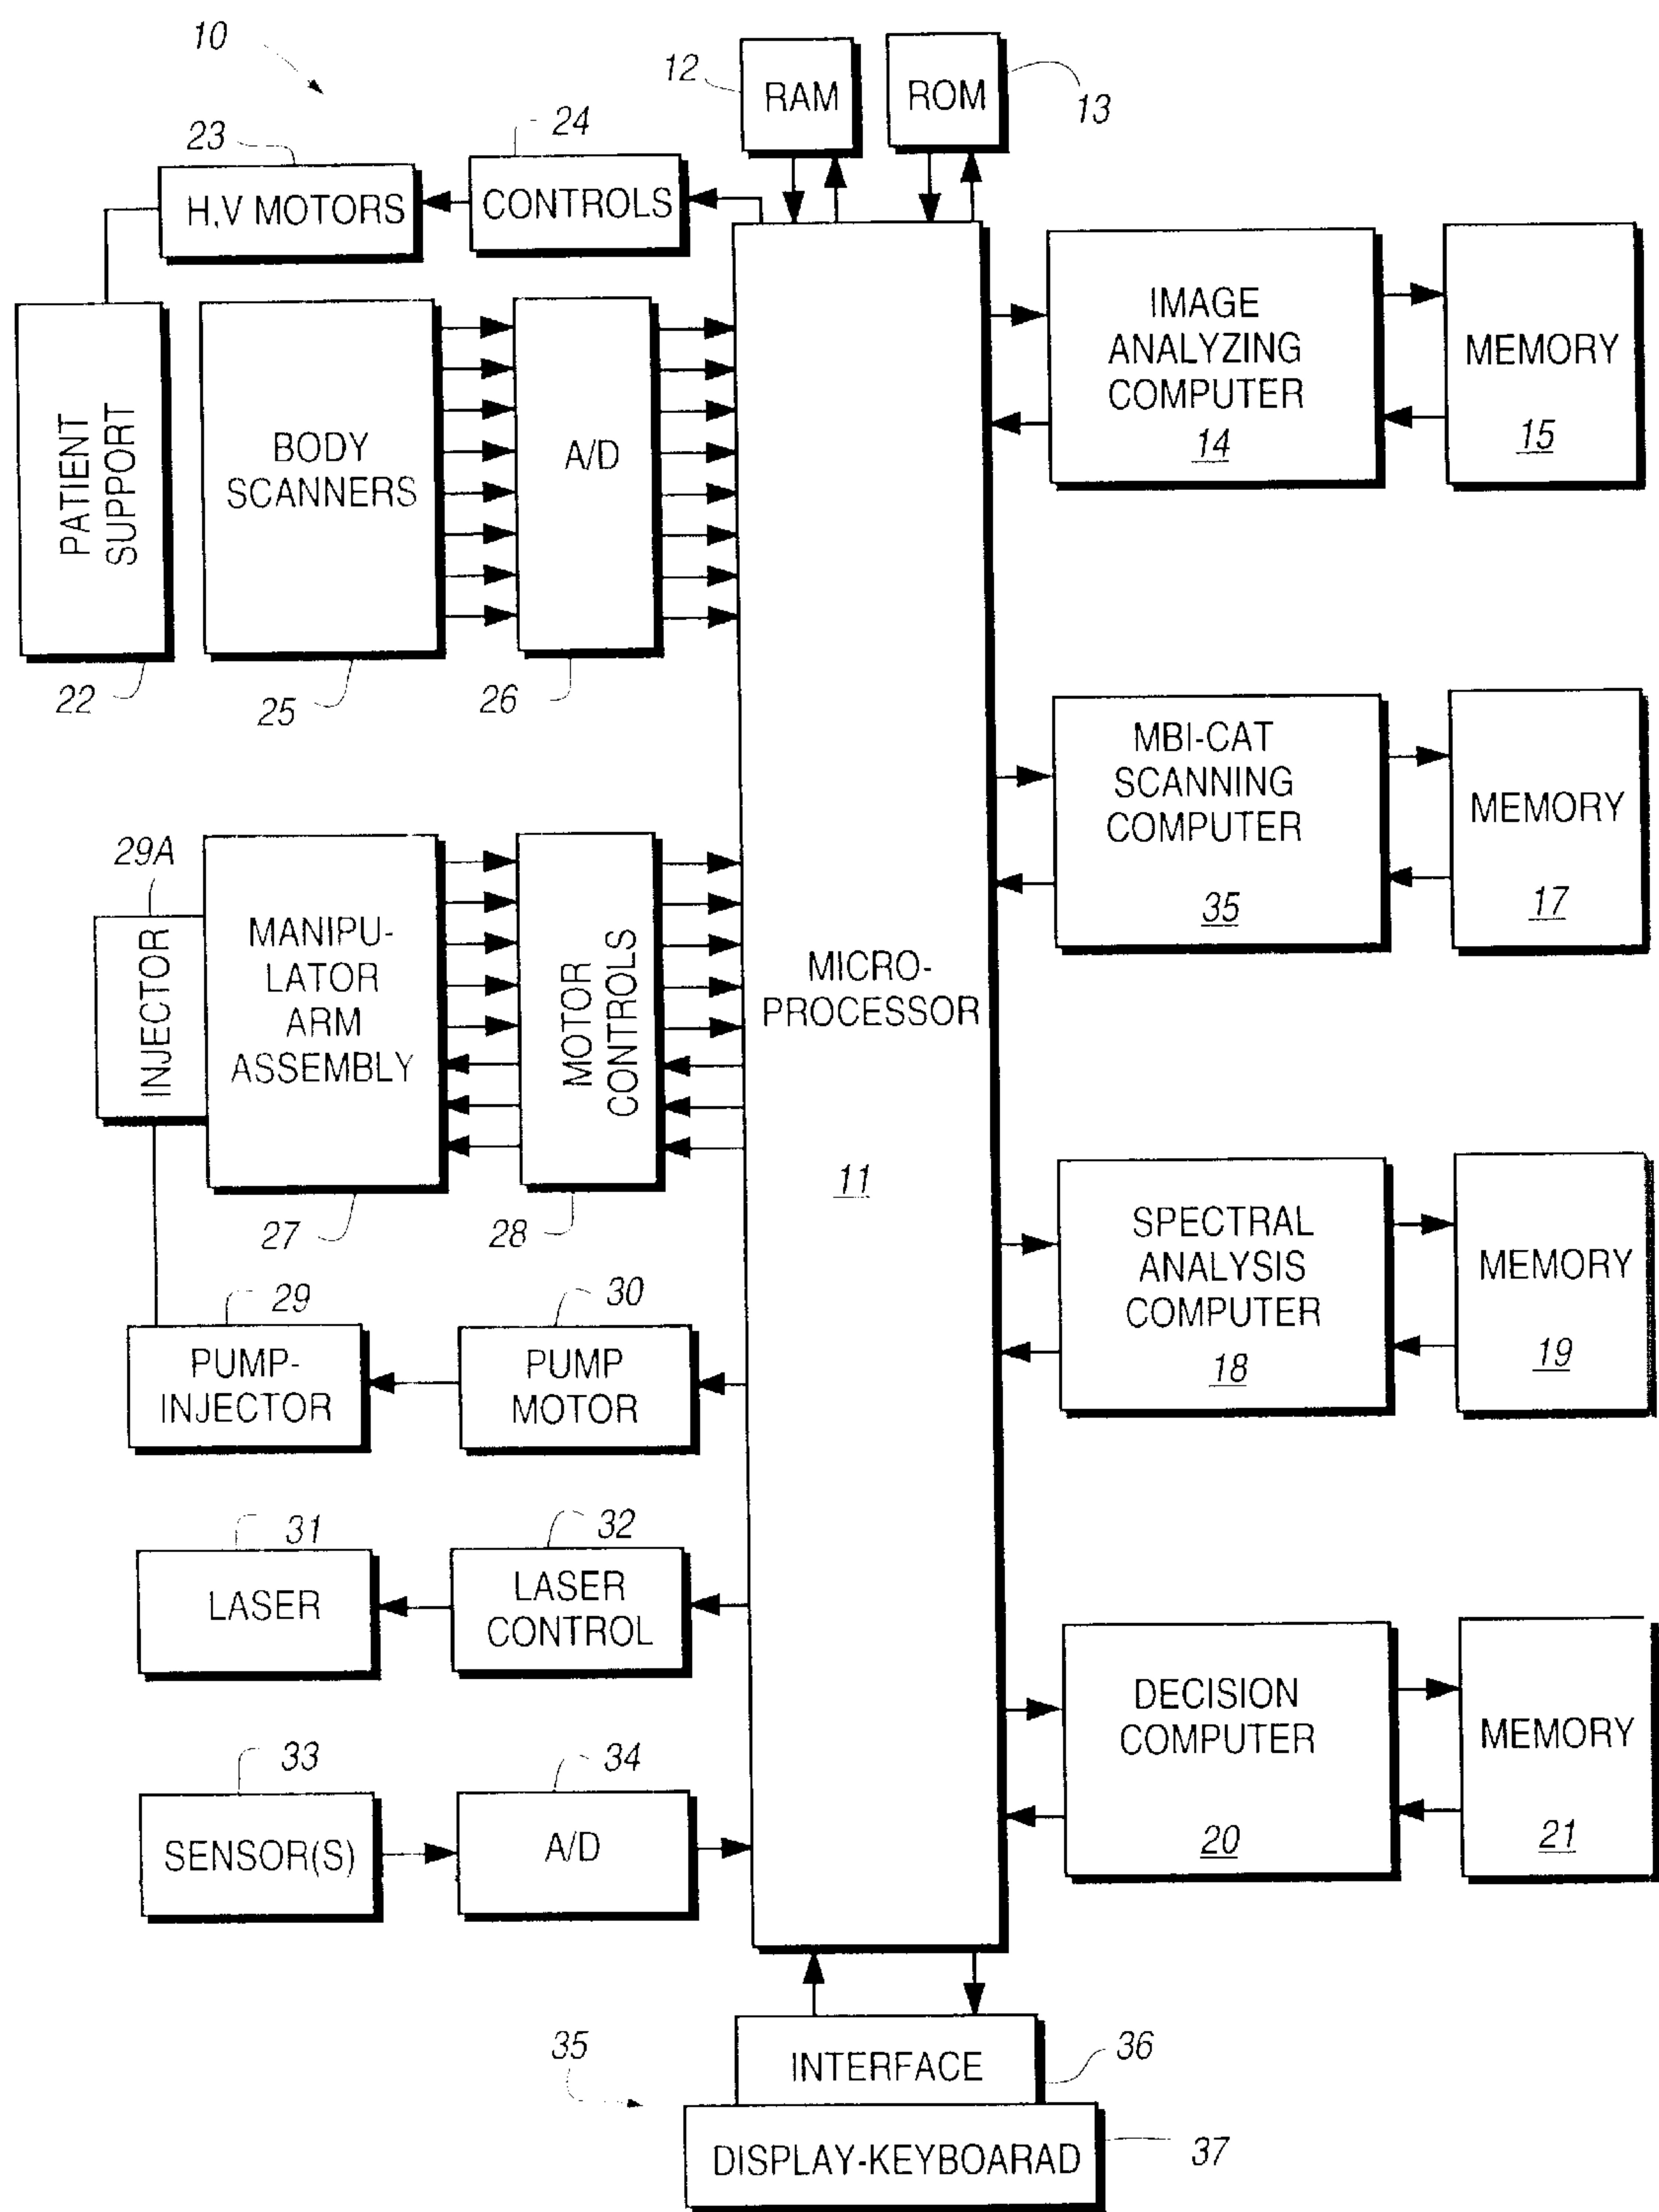 10
12
RAM
ROM
13
23
24
H,V MOTORS
CONTROLS
PATIENT
SUPPORT
22
BODY
SCANNERS
25
A/D
26
IMAGE
ANALYZING
COMPUTER
14
MEMORY
15
MBI-CAT
SCANNING
COMPUTER
35
MEMORY
17
29A
INJECTOR
MANIPU-
LATOR
ARM
ASSEMBLY
27
MOTOR
CONTROLS
28
MICRO-
PROCESSOR
11
SPECTRAL
ANALYSIS
COMPUTER
18
MEMORY
19
29
PUMP-
INJECTOR
30
PUMP
MOTOR
31
LASER
32
LASER
CONTROL
DECISION
COMPUTER
20
MEMORY
21
33
SENSOR(S)
34
A/D
35
INTERFACE
36
DISPLAY-KEYBOARAD
37